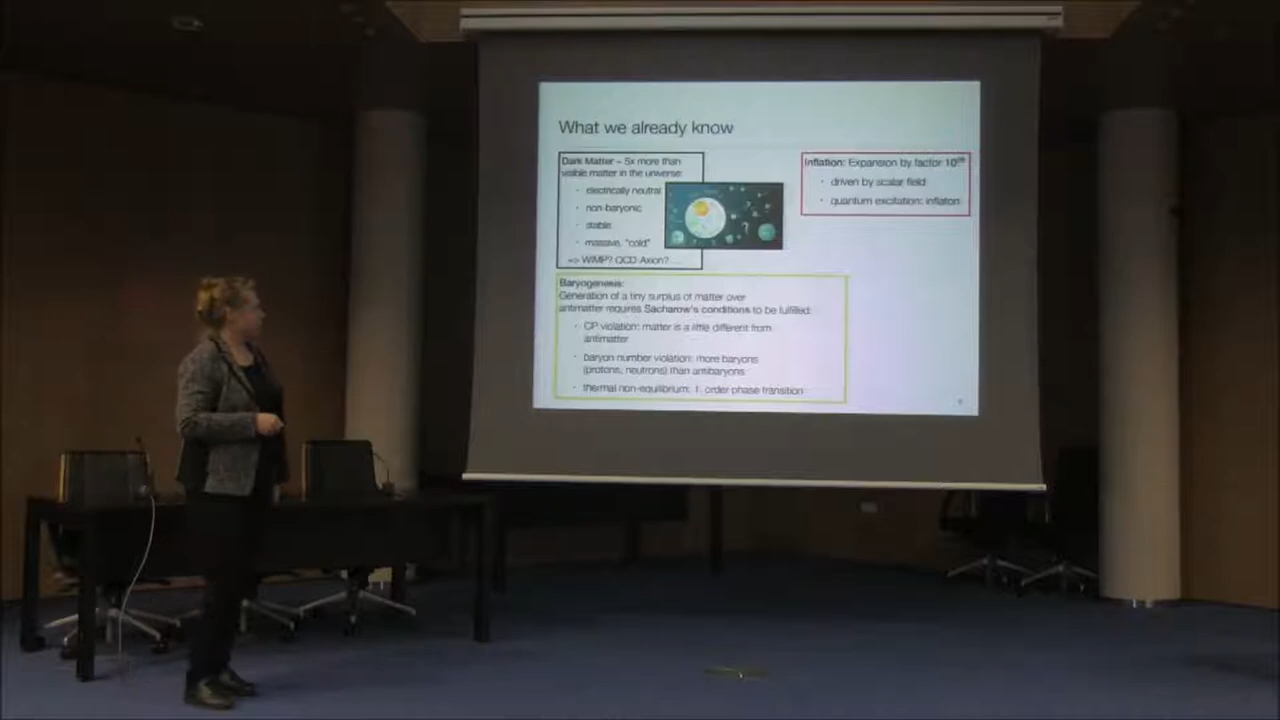 What we already know
Dark Matter – 5x more than
visible matter in the universe:
· electrically neutral
· non-baryonic
· stable
· massive, "cold"
=> WIMP? QCD-Axion? ...
Inflation: Expansion by factor
· driven by scalar field
· quantum excitation: inflaton
Baryogenesis:
Generation of a tiny surplus of matter over
antimatter requires Sacharow's conditions to be fulfilled:
· CP violation: matter is a little different from
antimatter
· baryon number violation: more baryons
(protons, neutrons) than antibaryons
· thermal non-equilibrium: 1. order phase transition